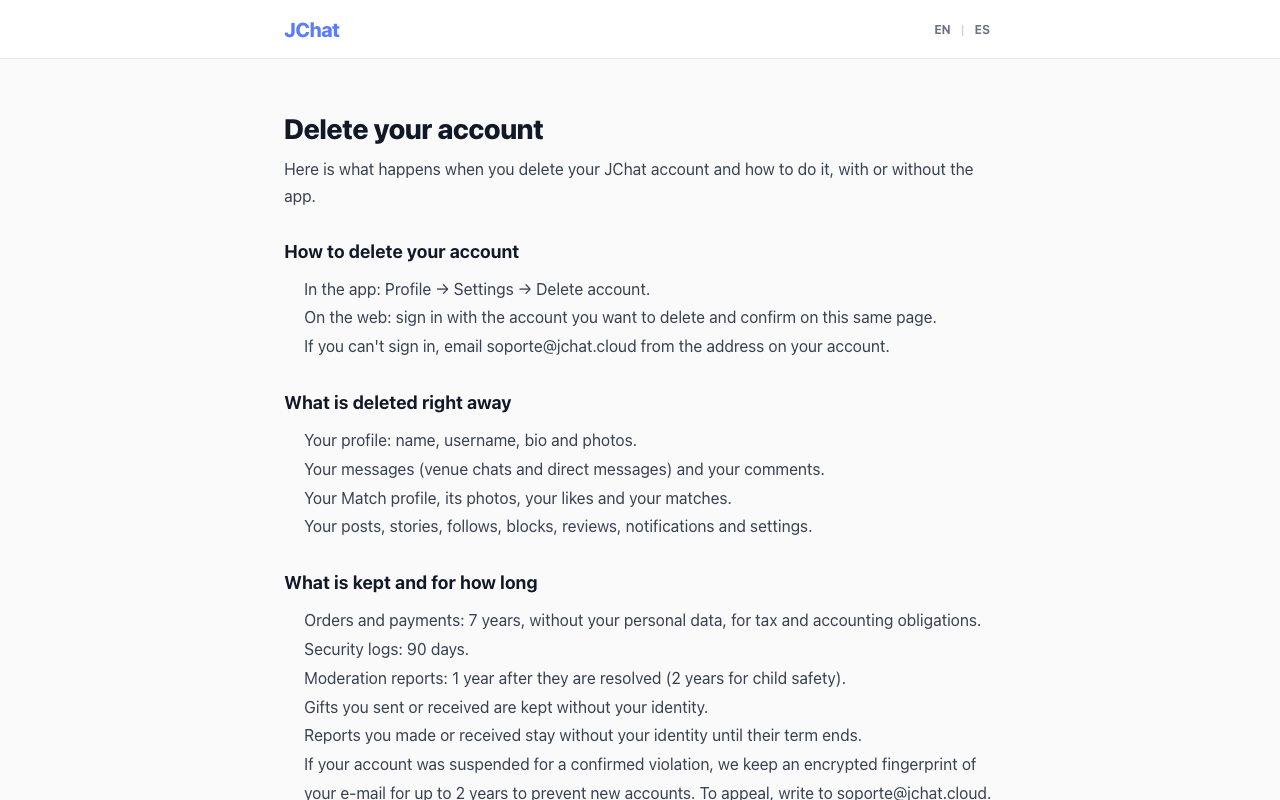 JChat
EN | ES
Delete your account
Here is what happens when you delete your JChat account and how to do it, with or without the
app.
How to delete your account
In the app: Profile → Settings → Delete account.
On the web: sign in with the account you want to delete and confirm on this same page.
If you can't sign in, email soporte@jchat.cloud from the address on your account.
What is deleted right away
Your profile: name, username, bio and photos.
Your messages (venue chats and direct messages) and your comments.
Your Match profile, its photos, your likes and your matches.
Your posts, stories, follows, blocks, reviews, notifications and settings.
What is kept and for how long
Orders and payments: 7 years, without your personal data, for tax and accounting obligations.
Security logs: 90 days.
Moderation reports: 1 year after they are resolved (2 years for child safety).
Gifts you sent or received are kept without your identity.
Reports you made or received stay without your identity until their term ends.
If your account was suspended for a confirmed violation, we keep an encrypted fingerprint of
your e-mail for up to 2 years to prevent new accounts. To appeal, write to soporte@jchat.cloud.